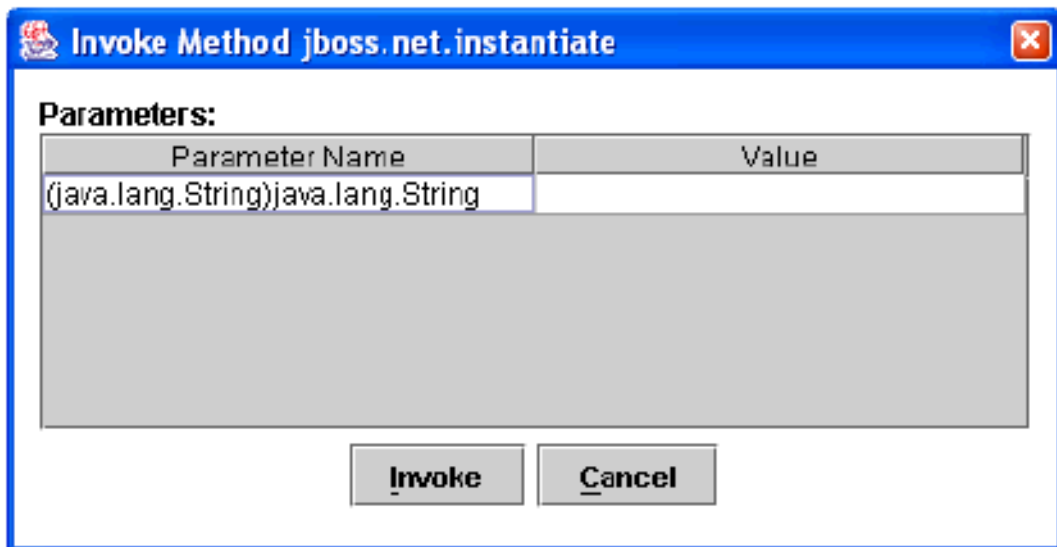 Invoke Method jboss.net.instantiate
Parameters:
Parameter Name Value
(java.lang.String)java.lang.String
Invoke Cancel